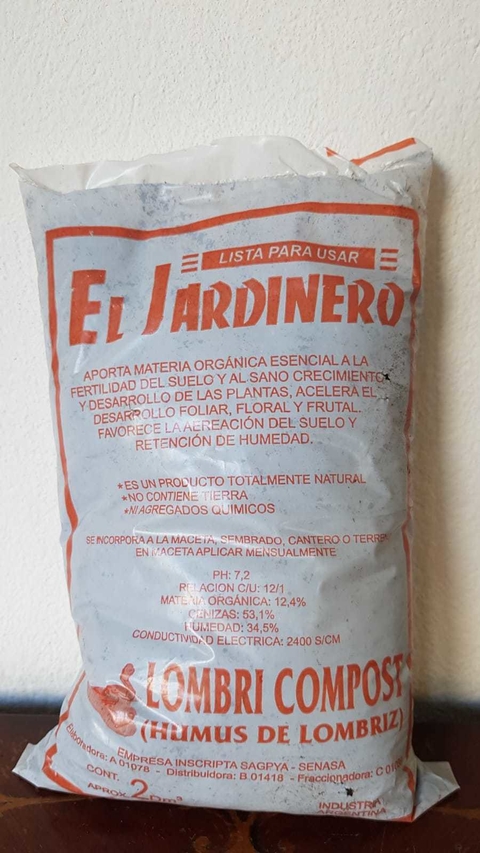 LISTA PARA USAR
EL JARDINERO
APORTA MATERIA ORGÁNICA ESENCIAL A LA
FERTILIDAD DEL SUELO Y AL SANO CRECIMIENTO
Y DESARROLLO DE LAS PLANTAS, ACELERA EL
DESARROLLO FOLIAR, FLORAL Y FRUTAL.
FAVORECE LA AEREACIÓN DEL SUELO Y
RETENCIÓN DE HUMEDAD.
*ES UN PRODUCTO TOTALMENTE NATURAL
*NO CONTIENE TIERRA
*NI AGREGADOS QUIMICOS
SE INCORPORA A LA MACETA, SEMBRADO, CANTERO O
EN MACETA APLICAR MENSUALMENTE
PH: 7,2
RELACION C/U: 12/1
MATERIA ORGÁNICA: 12,4%
CENIZAS: 53,1%
HUMEDAD: 34,5%
CONDUCTIVIDAD ELECTRICA: 2400 S/CM
LOMBRI COMPOST
(HUMUS DE LOMBRIZ)
EMPRESA INSCRIPTA SAGPYA - SENASA
Elaboradora: A 01078 - Distribuidora: B 01418 - Fraccionadora: C
CONT. APROX. 2 Dm³
INDUSTRIA
ARGENTINA